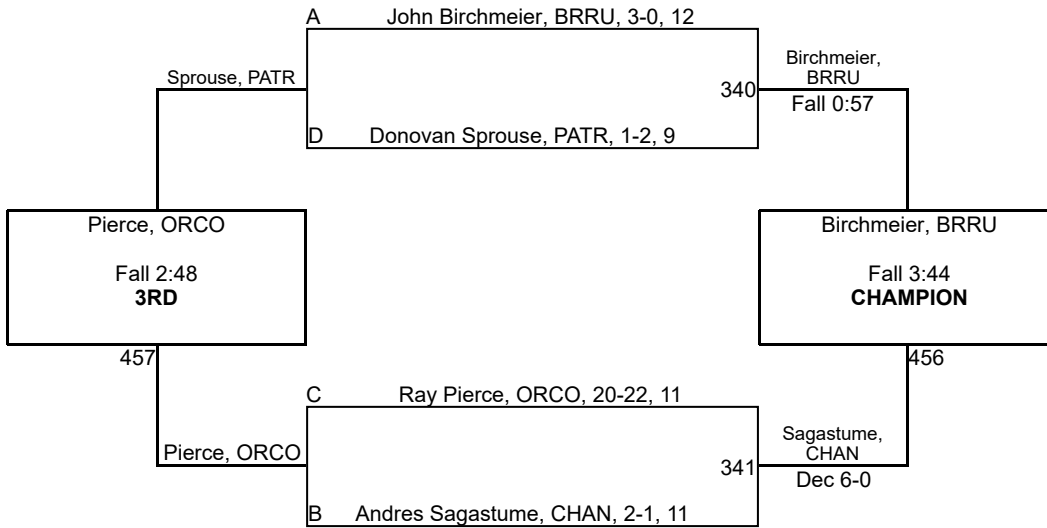 A John Birchmeier, BRRU, 3-0, 12
Sprouse, PATR
340
Birchmeier,
BRRU
Fall 0:57
D Donovan Sprouse, PATR, 1-2, 9
Pierce, ORCO
Fall 2:48
3RD
457
Birchmeier, BRRU
Fall 3:44
CHAMPION
456
C Ray Pierce, ORCO, 20-22, 11
Pierce, ORCO
341
Sagastume,
CHAN
Dec 6-0
B Andres Sagastume, CHAN, 2-1, 11